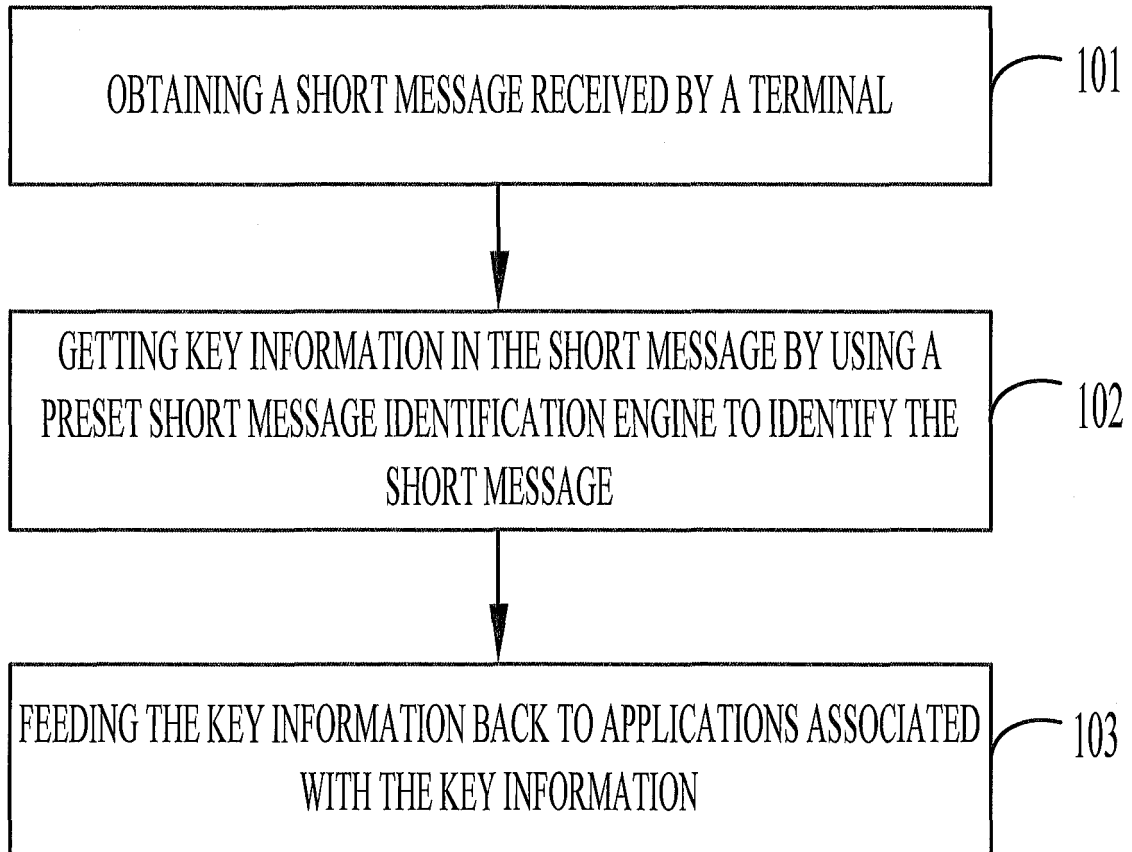 OBTAINING A SHORT MESSAGE RECEIVED BY A TERMINAL
101
GETTING KEY INFORMATION IN THE SHORT MESSAGE BY USING A
PRESET SHORT MESSAGE IDENTIFICATION ENGINE TO IDENTIFY THE
SHORT MESSAGE
102
FEEDING THE KEY INFORMATION BACK TO APPLICATIONS ASSOCIATED
WITH THE KEY INFORMATION
103